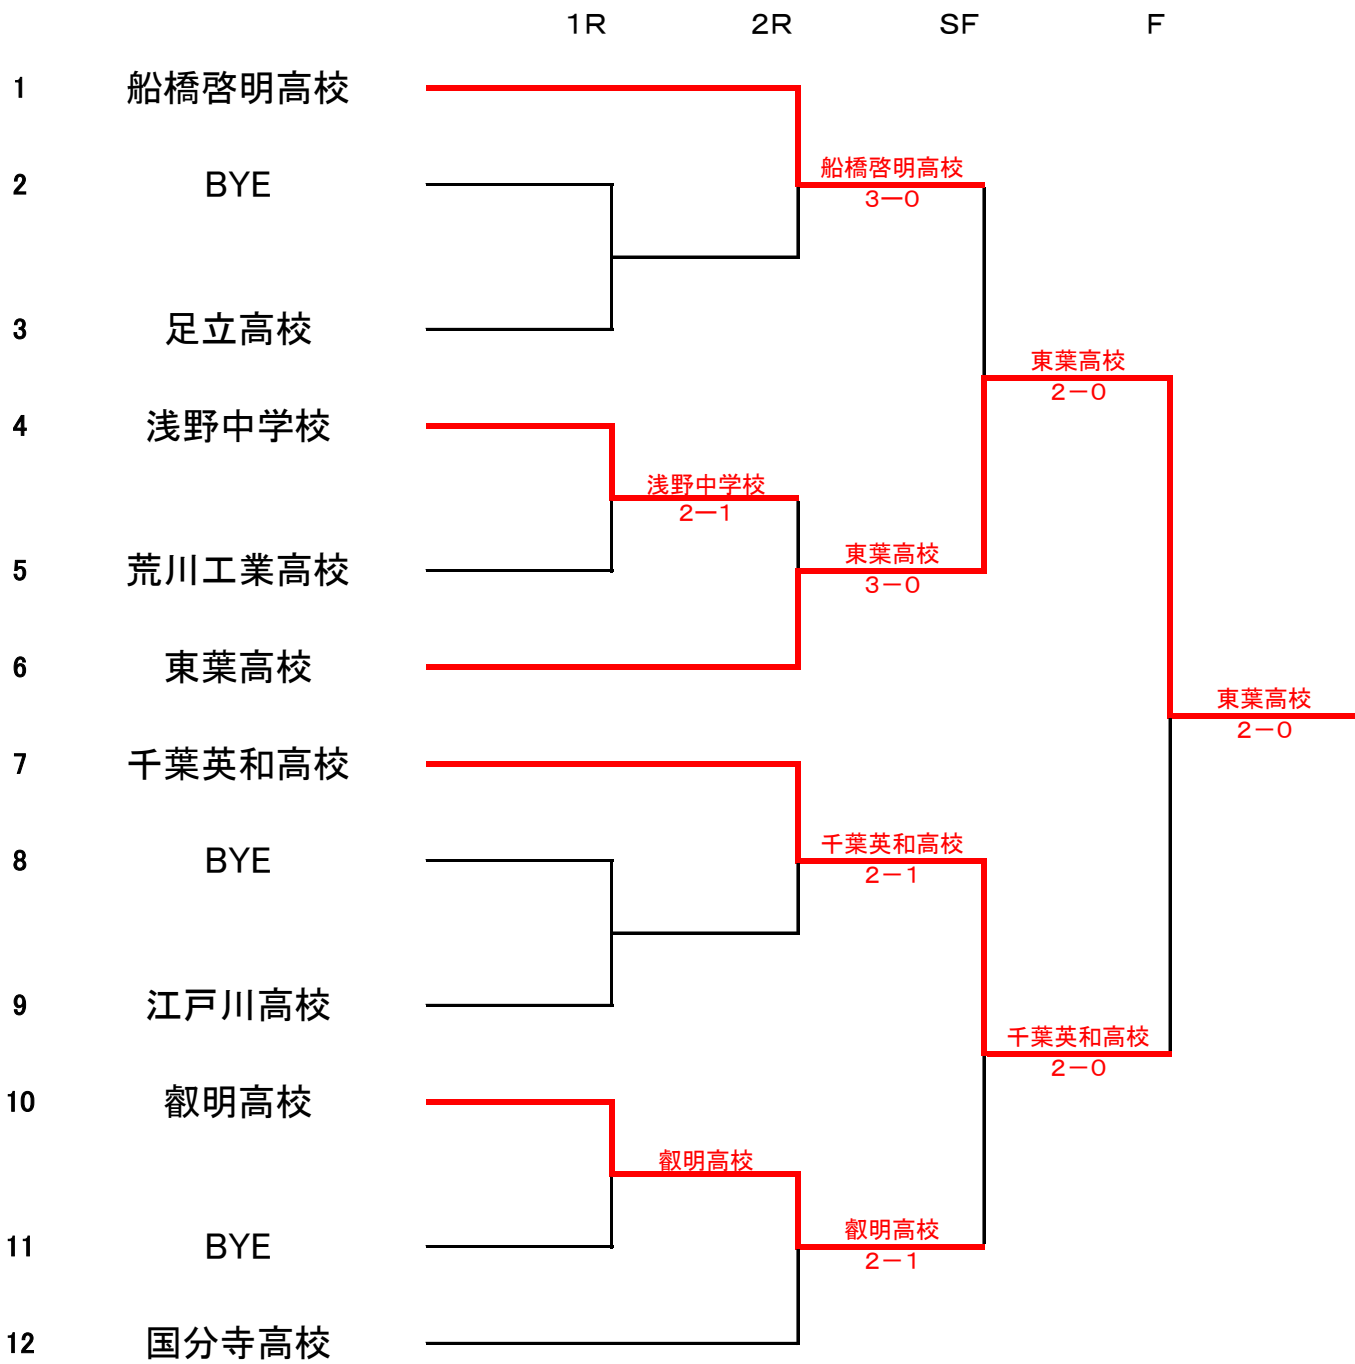 1R 2R SF F
1 船橋啓明高校
船橋啓明高校
2 BYE
3－0
3 足立高校
東葉高校
2－0
4 浅野中学校
浅野中学校
2－1
東葉高校
5 荒川工業高校
3－0
6 東葉高校
東葉高校
2－0
7 千葉英和高校
千葉英和高校
8 BYE
2－1
9 江戸川高校
千葉英和高校
2－0
10 叡明高校
叡明高校
叡明高校
11 BYE
2－1
12 国分寺高校